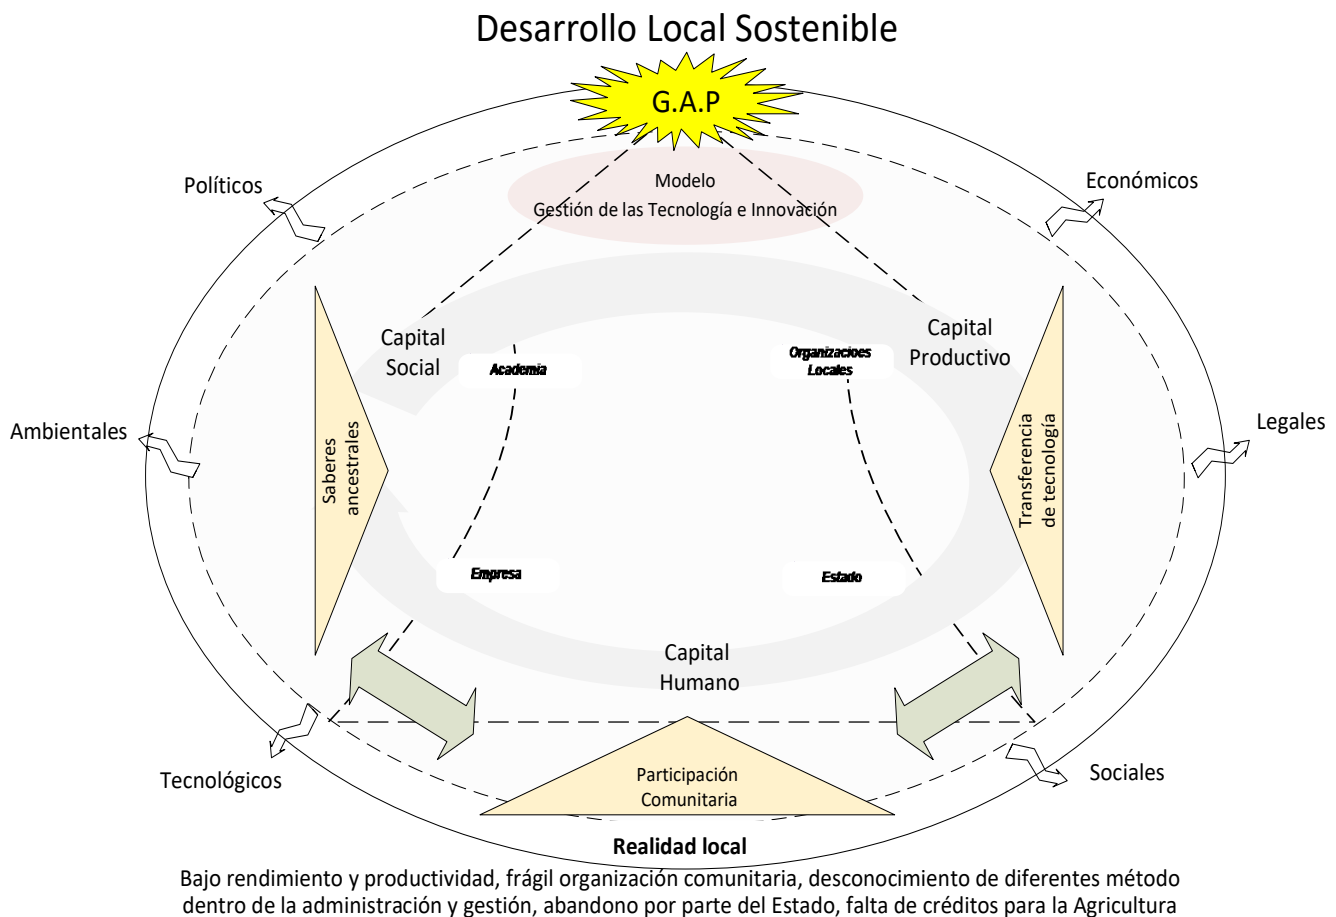 Desarrollo Local Sostenible
G.A.P
Modelo
Gestión de las Tecnología e Innovación
Políticos
Económicos
Capital
Social
Capital
Productivo
Academia
Organizacioes
Locales
Ambientales
Legales
Saberes
ancestrales
Transferencia
de tecnología
Empresa
Estado
Capital
Humano
Tecnológicos
Sociales
Participación
Comunitaria
Realidad local
Bajo rendimiento y productividad, frágil organización comunitaria, desconocimiento de diferentes método
dentro de la administración y gestión, abandono por parte del Estado, falta de créditos para la Agricultura